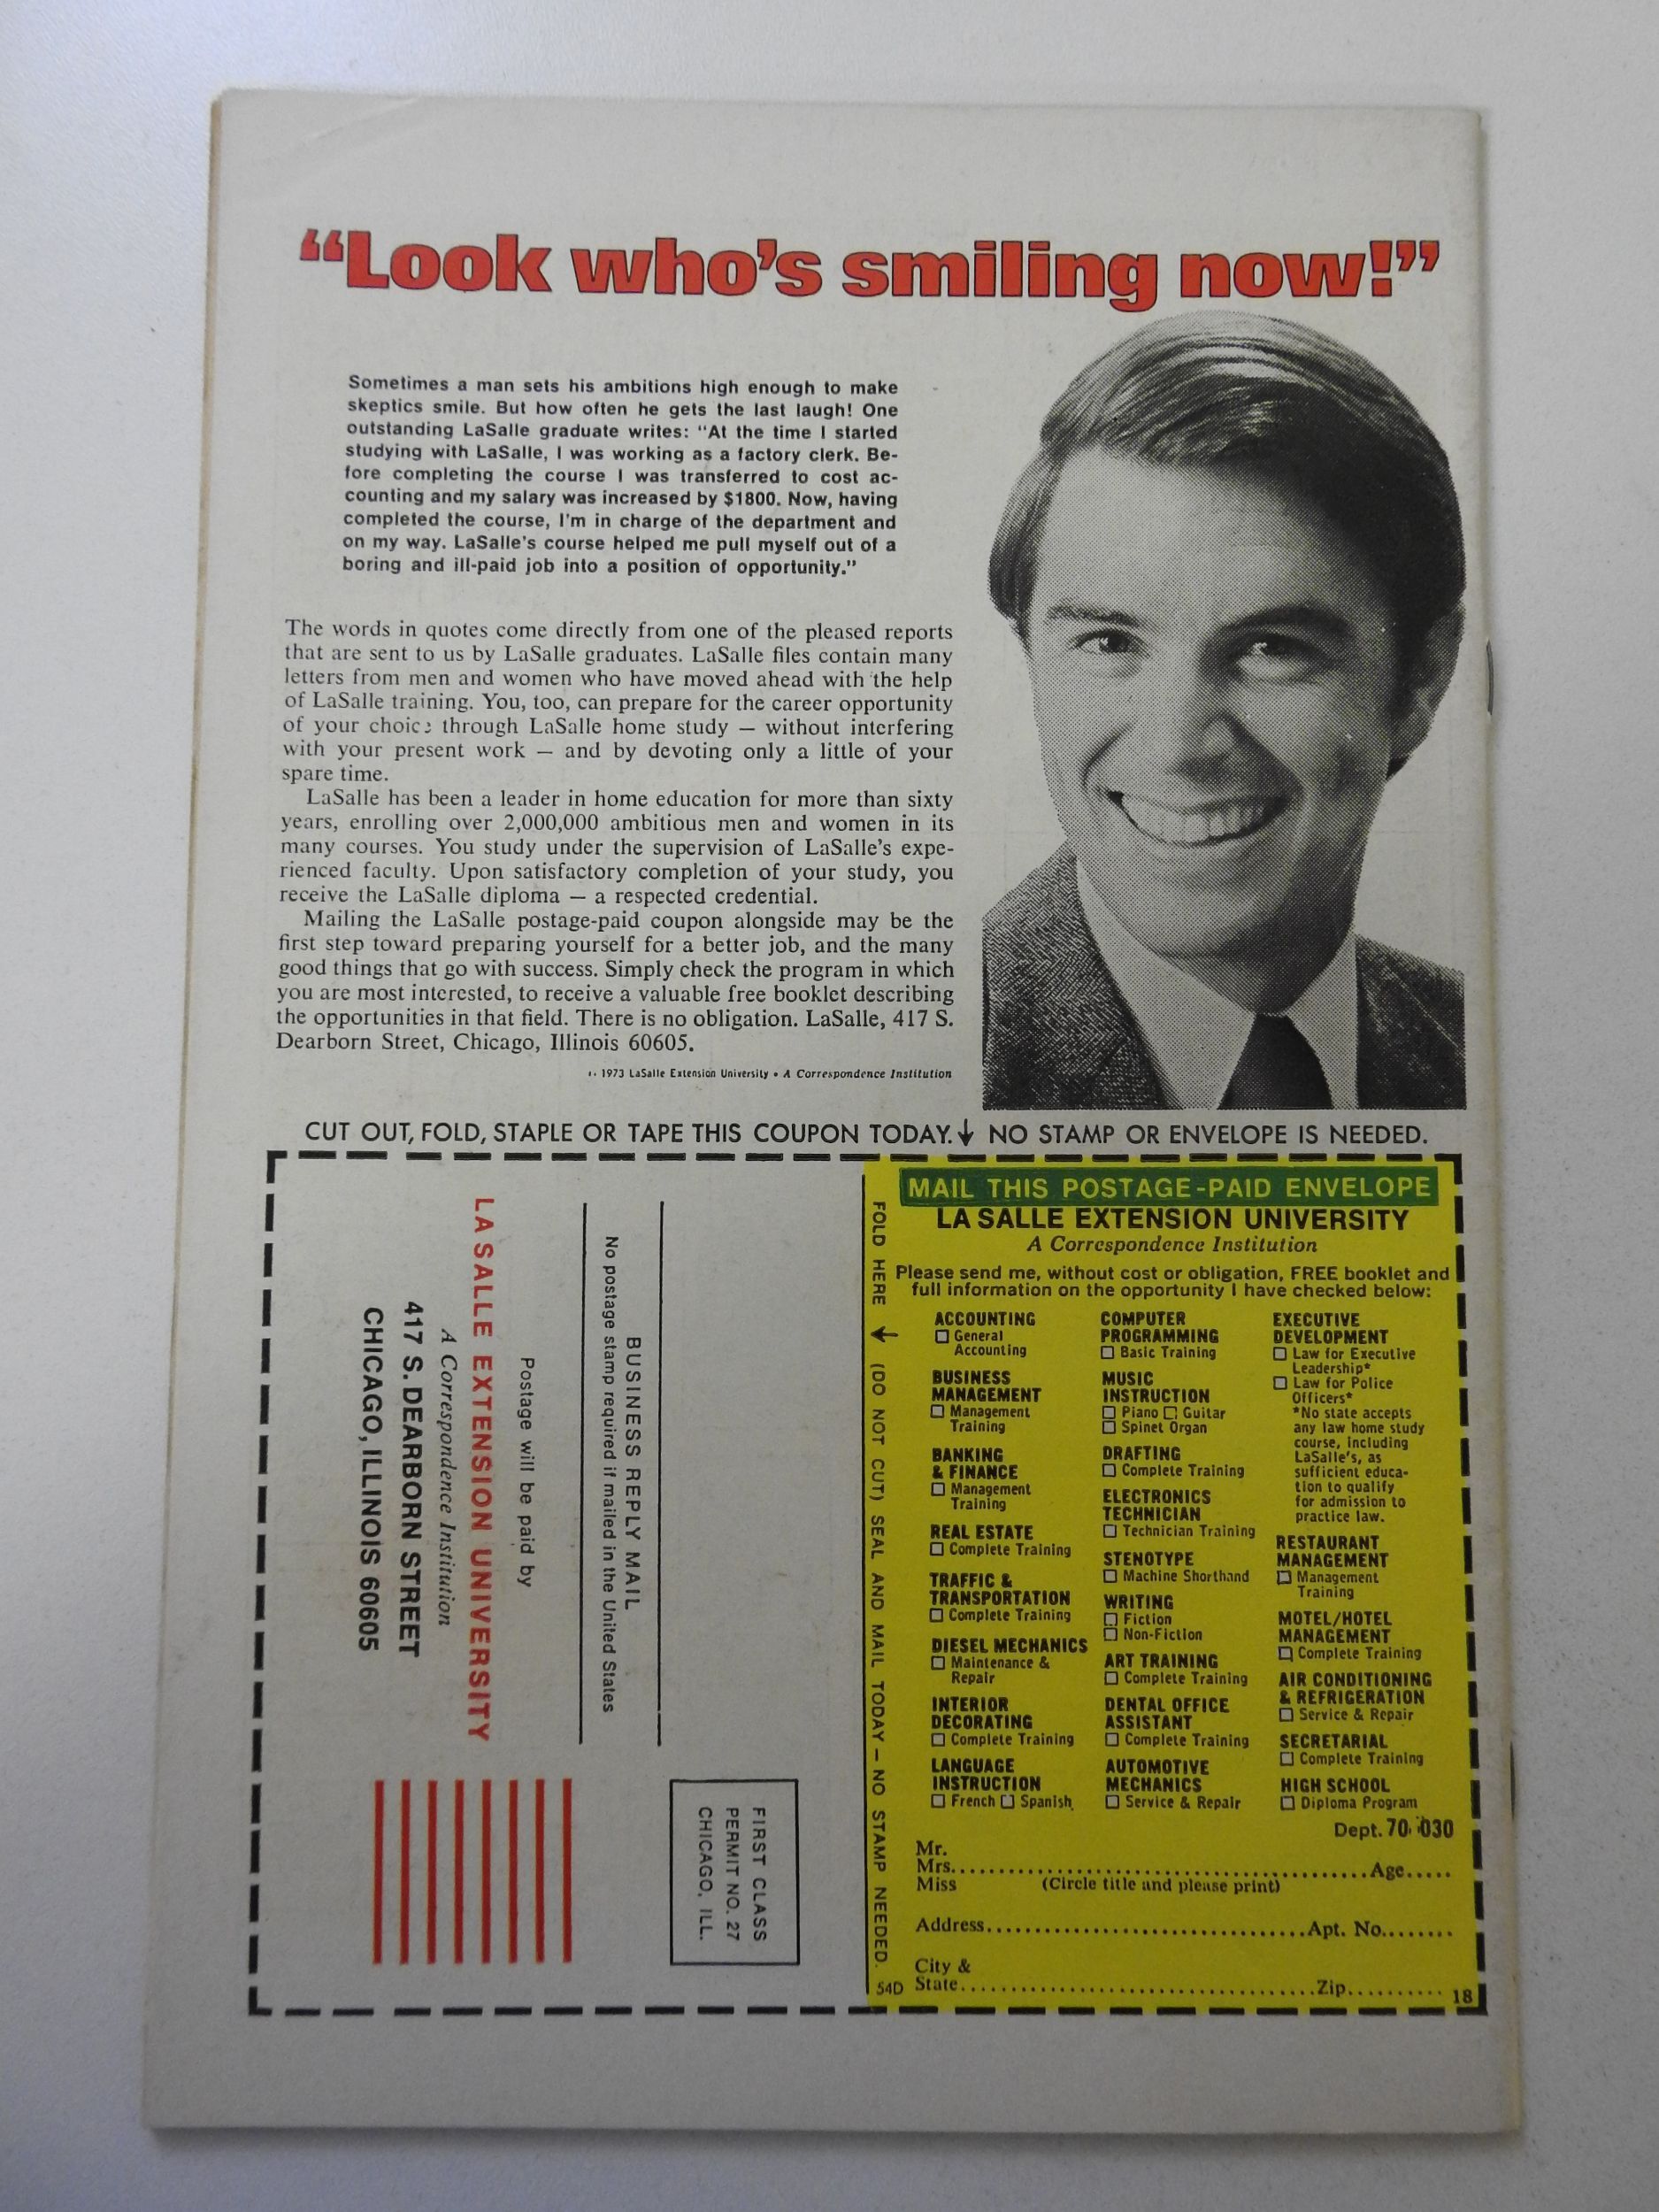 “Look who’s smiling now!”
Sometimes a man sets his ambitions high enough to make
skeptics smile. But how often he gets the last laugh! One
outstanding LaSalle graduate writes: “At the time I started
studying with LaSalle, I was working as a factory clerk. Be-
fore completing the course I was transferred to cost ac-
counting and my salary was increased by $1800. Now, having
completed the course, I’m in charge of the department and
on my way. LaSalle’s course helped me pull myself out of a
boring and ill-paid job into a position of opportunity.”
The words in quotes come directly from one of the pleased reports
that are sent to us by LaSalle graduates. LaSalle files contain many
letters from men and women who have moved ahead with the help
of LaSalle training. You, too, can prepare for the career opportunity
of your choice through LaSalle home study — without interfering
with your present work — and by devoting only a little of your
spare time.
LaSalle has been a leader in home education for more than sixty
years, enrolling over 2,000,000 ambitious men and women in its
many courses. You study under the supervision of LaSalle’s expe-
rienced faculty. Upon satisfactory completion of your study, you
receive the LaSalle diploma — a respected credential.
Mailing the LaSalle postage-paid coupon alongside may be the
first step toward preparing yourself for a better job, and the many
good things that go with success. Simply check the program in which
you are most interested, to receive a valuable free booklet describing
the opportunities in that field. There is no obligation. LaSalle, 417 S.
Dearborn Street, Chicago, Illinois 60605.
1973 LaSalle Extension University • A Correspondence Institution
CUT OUT, FOLD, STAPLE OR TAPE THIS COUPON TODAY.↓ NO STAMP OR ENVELOPE IS NEEDED.
FIRST CLASS
PERMIT NO. 27
CHICAGO, ILL.
BUSINESS REPLY MAIL
No postage stamp required if mailed in the United States
Postage will be paid by
LA SALLE EXTENSION UNIVERSITY
A Correspondence Institution
417 S. DEARBORN STREET
CHICAGO, ILLINOIS 60605
FOLD HERE ↓ (DO NOT CUT) SEAL AND MAIL TODAY — NO STAMP NEEDED.
MAIL THIS POSTAGE-PAID ENVELOPE
LA SALLE EXTENSION UNIVERSITY
A Correspondence Institution
Please send me, without cost or obligation, FREE booklet and
full information on the opportunity I have checked below:
ACCOUNTING
☐ General
Accounting
BUSINESS
MANAGEMENT
☐ Management
Training
BANKING
& FINANCE
☐ Management
Training
REAL ESTATE
☐ Complete Training
TRAFFIC &
TRANSPORTATION
☐ Complete Training
DIESEL MECHANICS
☐ Maintenance &
Repair
INTERIOR
DECORATING
☐ Complete Training
LANGUAGE
INSTRUCTION
☐ French ☐ Spanish
COMPUTER
PROGRAMMING
☐ Basic Training
MUSIC
INSTRUCTION
☐ Piano ☐ Guitar
☐ Spinet Organ
DRAFTING
☐ Complete Training
ELECTRONICS
TECHNICIAN
☐ Technician Training
STENOTYPE
☐ Machine Shorthand
WRITING
☐ Fiction
☐ Non-Fiction
ART TRAINING
☐ Complete Training
DENTAL OFFICE
ASSISTANT
☐ Complete Training
AUTOMOTIVE
MECHANICS
☐ Service & Repair
EXECUTIVE
DEVELOPMENT
☐ Law for Executive
Leadership*
☐ Law for Police
Officers*
*No state accepts
any law home study
course, including
LaSalle’s, as
sufficient educa-
tion to qualify
for admission to
practice law.
RESTAURANT
MANAGEMENT
☐ Management
Training
MOTEL/HOTEL
MANAGEMENT
☐ Complete Training
AIR CONDITIONING
& REFRIGERATION
☐ Service & Repair
SECRETARIAL
☐ Complete Training
HIGH SCHOOL
☐ Diploma Program
Dept. 70-030
Mr.
Mrs. Age
Miss (Circle title and please print)
Address Apt. No.
City &
State Zip
54D
18